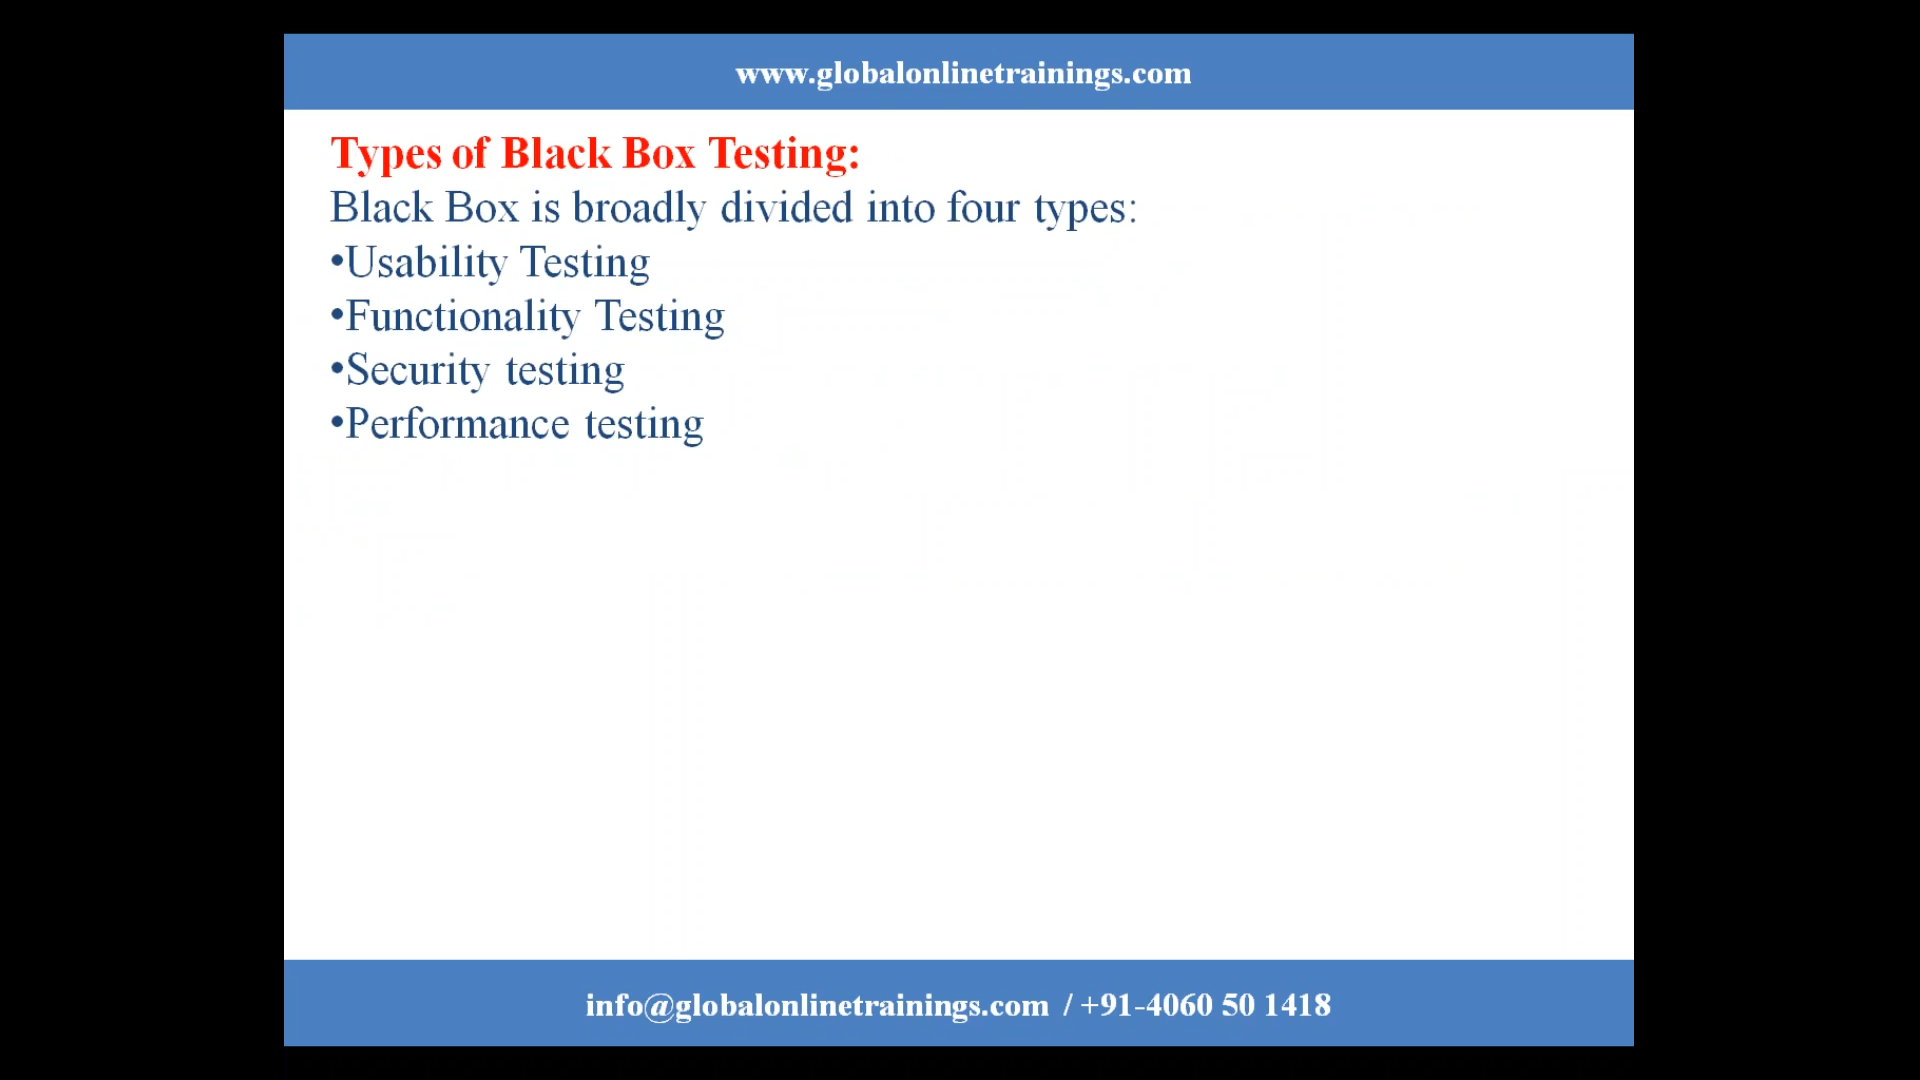 www.globalonlinetrainings.com
Types of Black Box Testing:
Black Box is broadly divided into four types:
•Usability Testing
•Functionality Testing
•Security testing
•Performance testing
info@globalonlinetrainings.com / +91-4060 50 1418